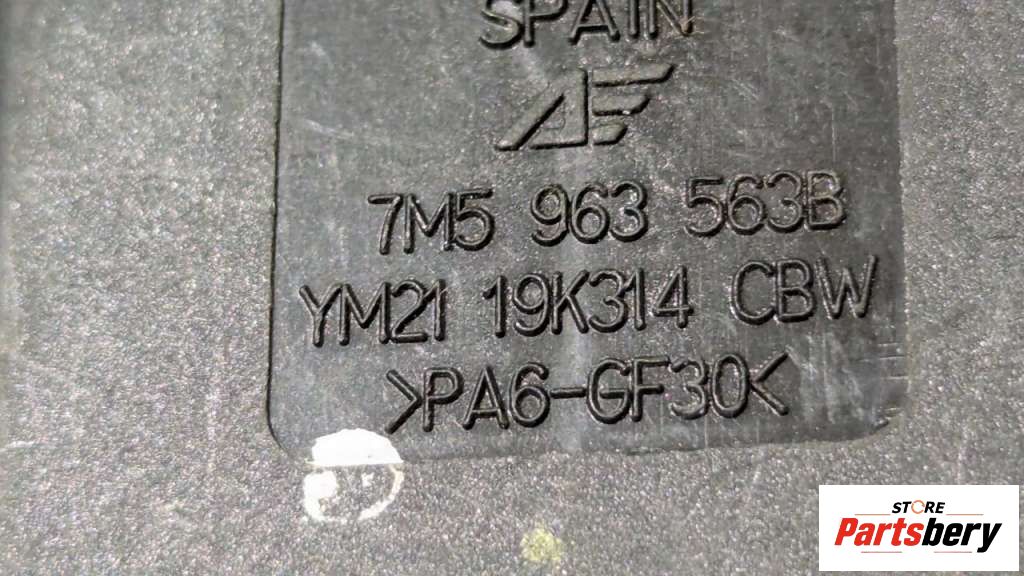 SPAIN
7M5 963 563B
YM21 19K314 CBW
>PA6-GF30<
STORE
Partsbery